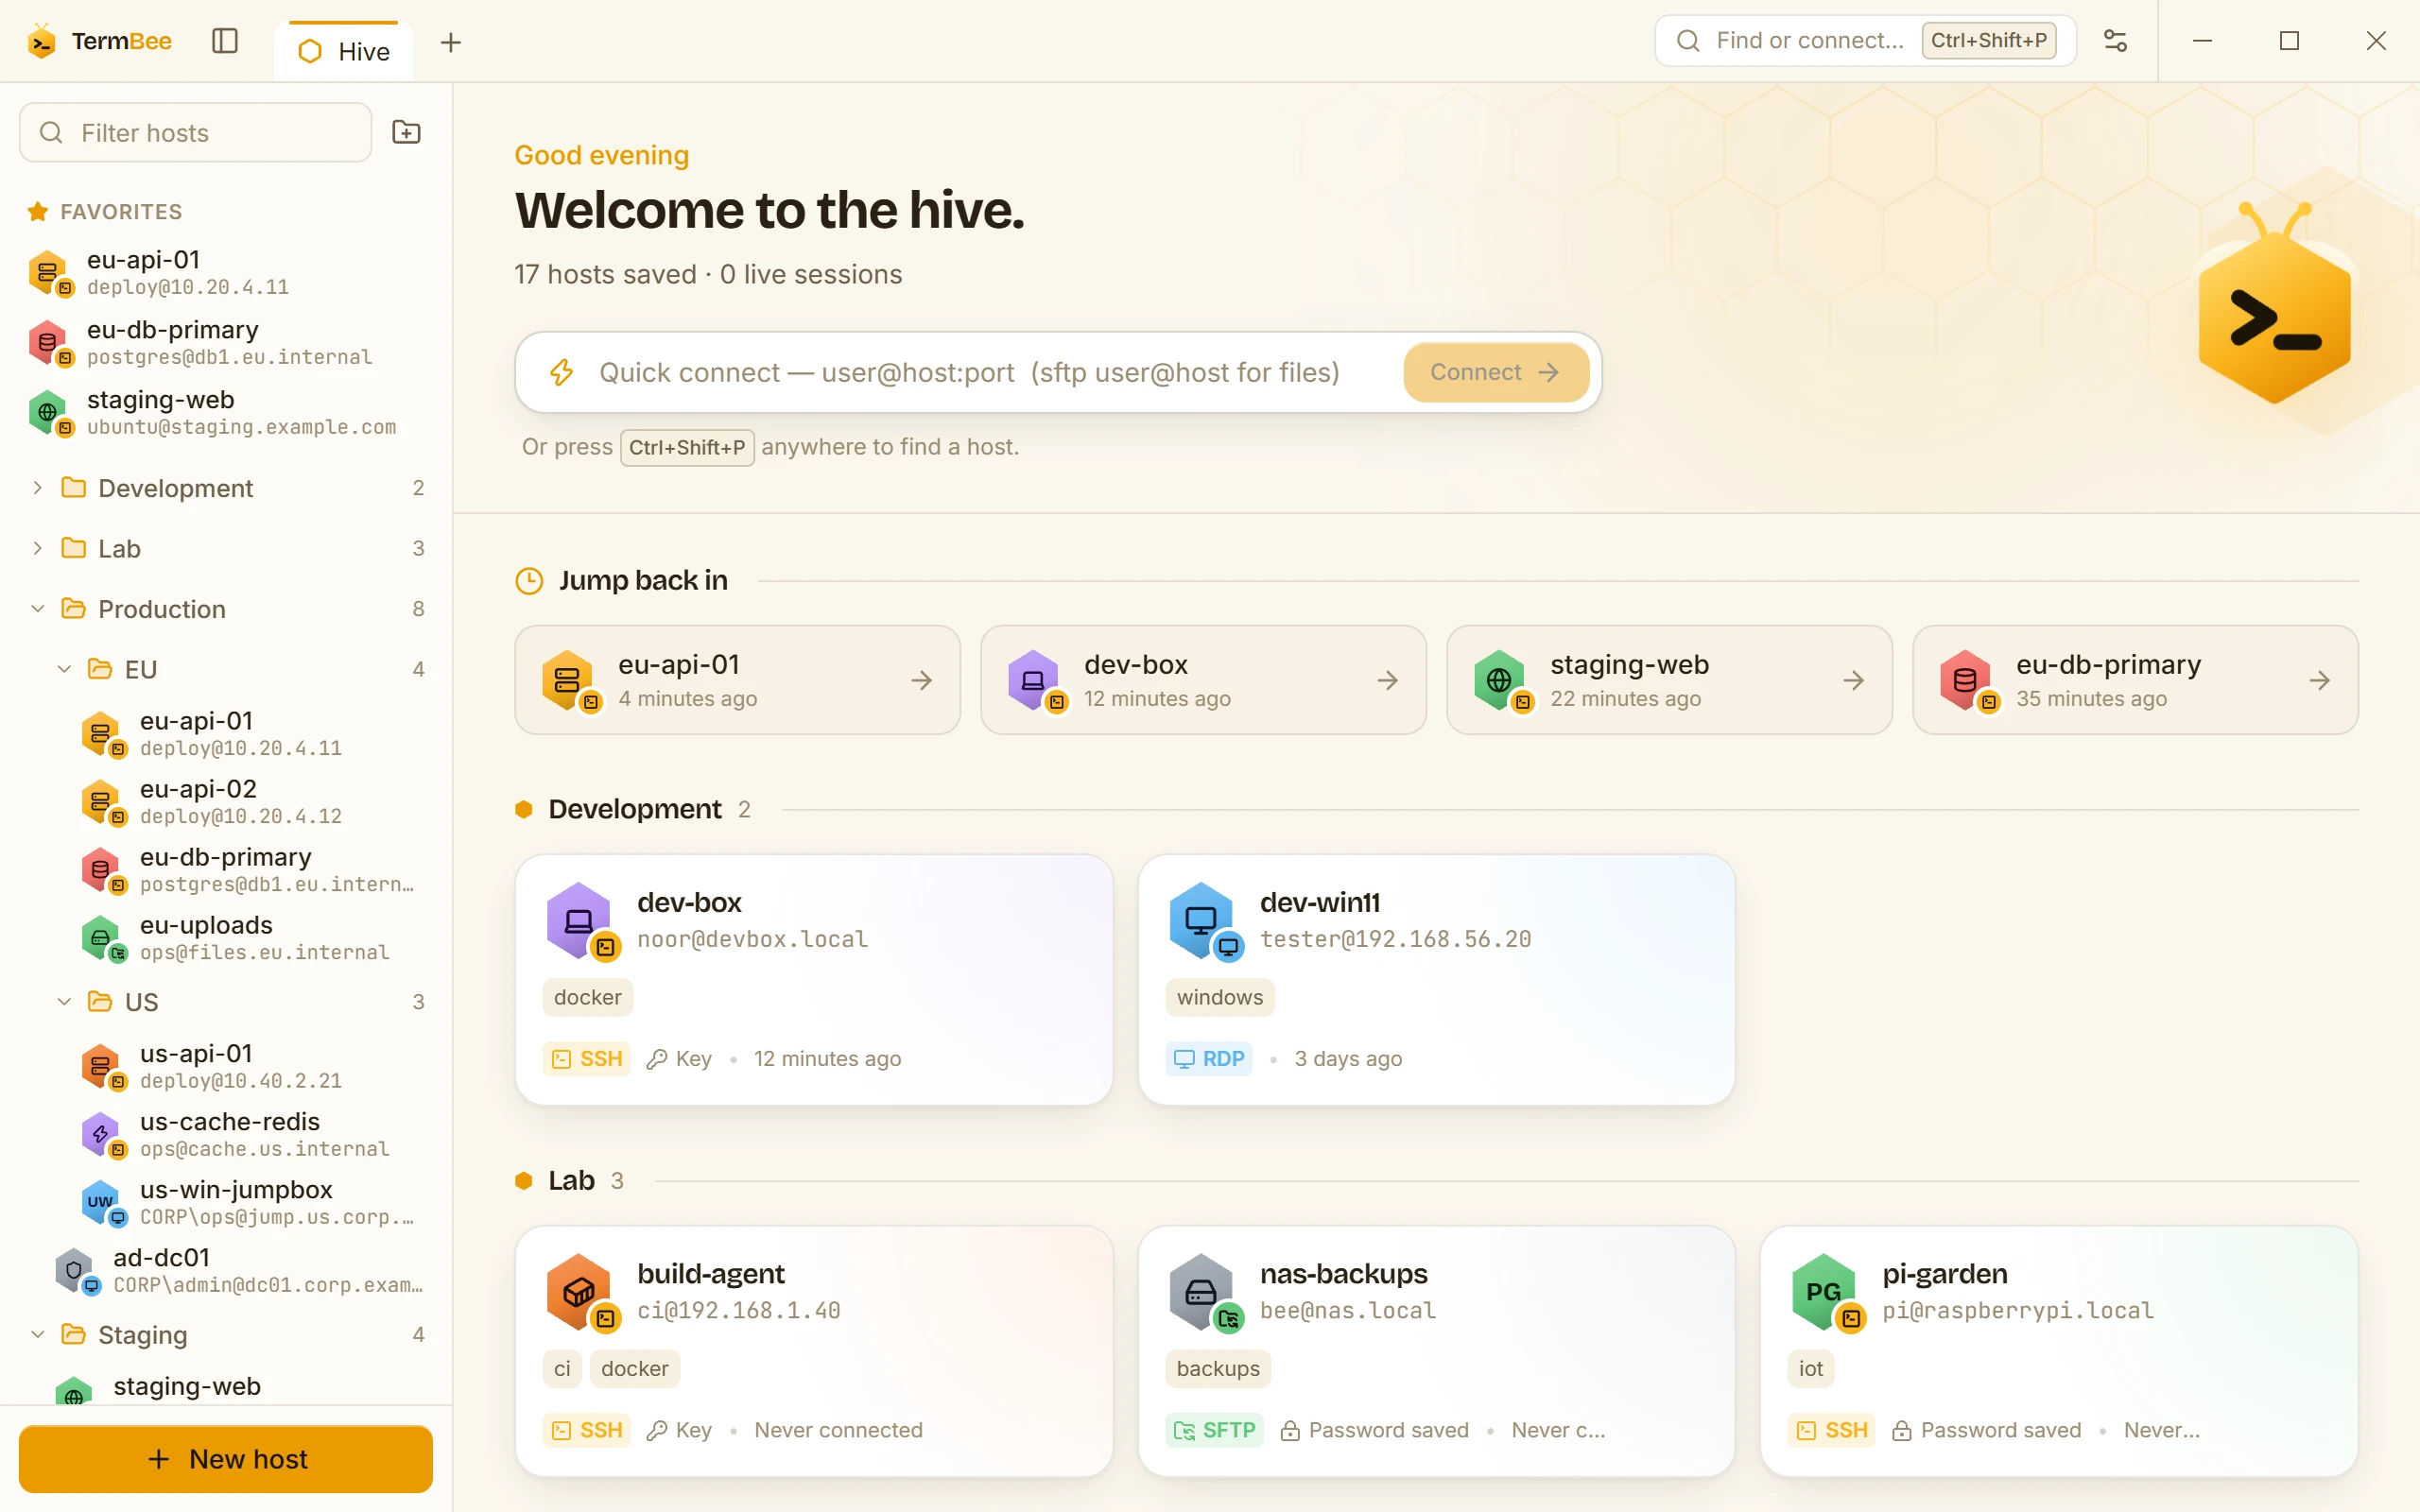 TermBee
Hive
Find or connect...
Ctrl+Shift+P
Filter hosts
FAVORITES
eu-api-01
deploy@10.20.4.11
eu-db-primary
postgres@db1.eu.internal
staging-web
ubuntu@staging.example.com
Development 2
Lab 3
Production 8
EU 4
eu-api-01
deploy@10.20.4.11
eu-api-02
deploy@10.20.4.12
eu-db-primary
postgres@db1.eu.intern…
eu-uploads
ops@files.eu.internal
US 3
us-api-01
deploy@10.40.2.21
us-cache-redis
ops@cache.us.internal
UW
us-win-jumpbox
CORP\ops@jump.us.corp.…
ad-dc01
CORP\admin@dc01.corp.exam…
Staging 4
staging-web
New host
Good evening
Welcome to the hive.
17 hosts saved · 0 live sessions
Quick connect — user@host:port (sftp user@host for files)
Connect
Or press Ctrl+Shift+P anywhere to find a host.
Jump back in
eu-api-01
4 minutes ago
dev-box
12 minutes ago
staging-web
22 minutes ago
eu-db-primary
35 minutes ago
Development 2
dev-box
noor@devbox.local
docker
SSH Key • 12 minutes ago
dev-win11
tester@192.168.56.20
windows
RDP • 3 days ago
Lab 3
build-agent
ci@192.168.1.40
ci docker
SSH Key • Never connected
nas-backups
bee@nas.local
backups
SFTP Password saved • Never c…
PG
pi-garden
pi@raspberrypi.local
iot
SSH Password saved • Never…